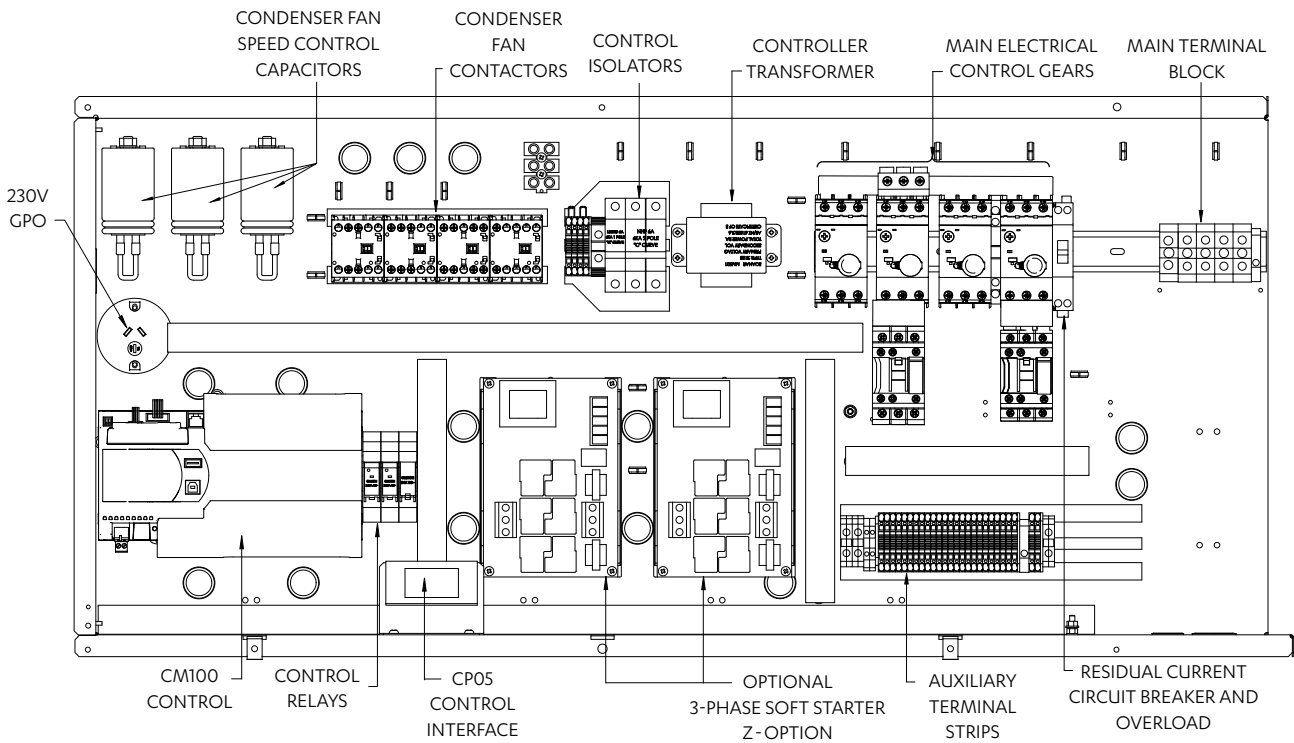 CONDENSER FAN
SPEED CONTROL
CAPACITORS
CONDENSER
FAN
CONTACTORS
CONTROL
ISOLATORS
CONTROLLER
TRANSFORMER
MAIN ELECTRICAL
CONTROL GEARS
MAIN TERMINAL
BLOCK
230V
GPO
CM100
CONTROL
CONTROL
RELAYS
CP05
CONTROL
INTERFACE
OPTIONAL
3-PHASE SOFT STARTER
Z-OPTION
AUXILIARY
TERMINAL
STRIPS
RESIDUAL CURRENT
CIRCUIT BREAKER AND
OVERLOAD